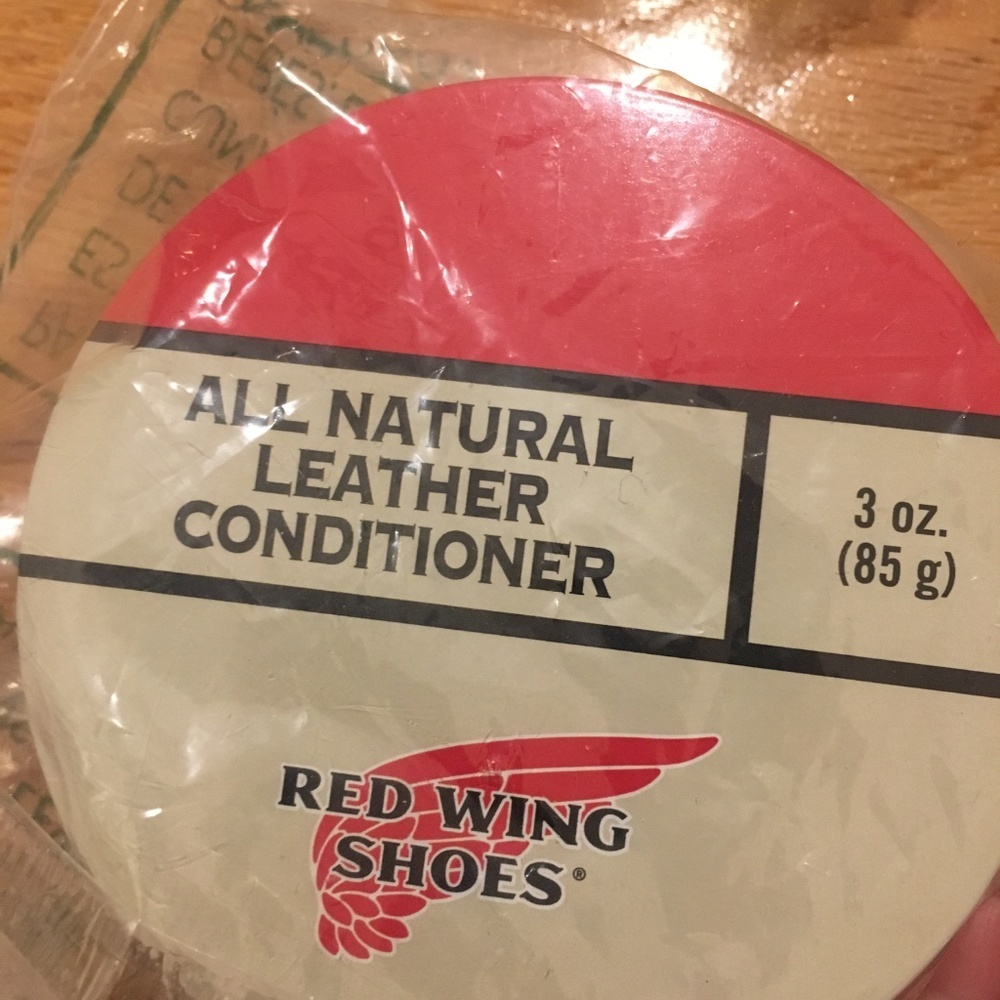 ALL NATURAL
LEATHER
CONDITIONER
3 oz.
(85 g)
RED WING
SHOES®